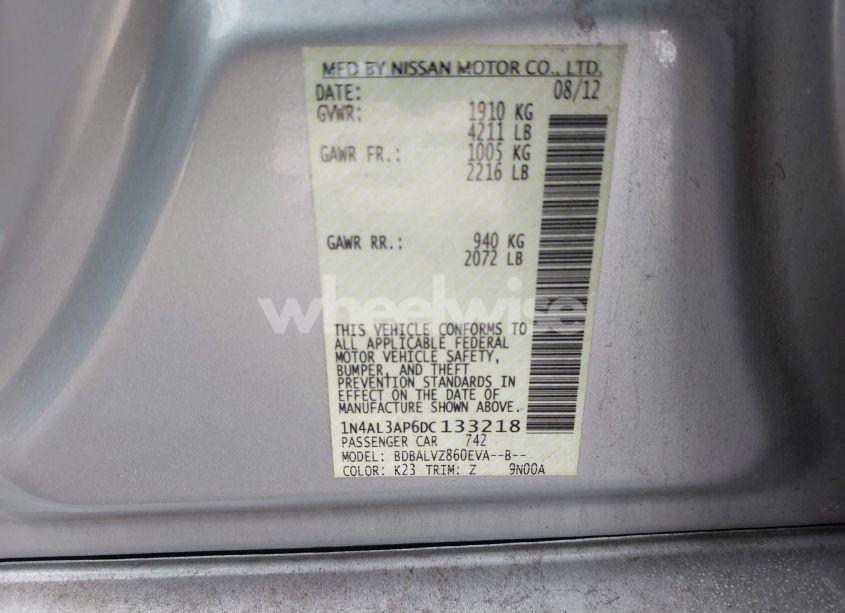 MFD BY NISSAN MOTOR CO., LTD.
DATE: 08/12
GVWR: 1910 KG
4211 LB
GAWR FR.: 1005 KG
2216 LB
GAWR RR.: 940 KG
2072 LB
wheelwise
THIS VEHICLE CONFORMS TO
ALL APPLICABLE FEDERAL
MOTOR VEHICLE SAFETY,
BUMPER, AND THEFT
PREVENTION STANDARDS IN
EFFECT ON THE DATE OF
MANUFACTURE SHOWN ABOVE.
1N4AL3AP6DC133218
PASSENGER CAR 742
MODEL: BDBALVZ860EVA--B--
COLOR: K23 TRIM: Z 9N00A